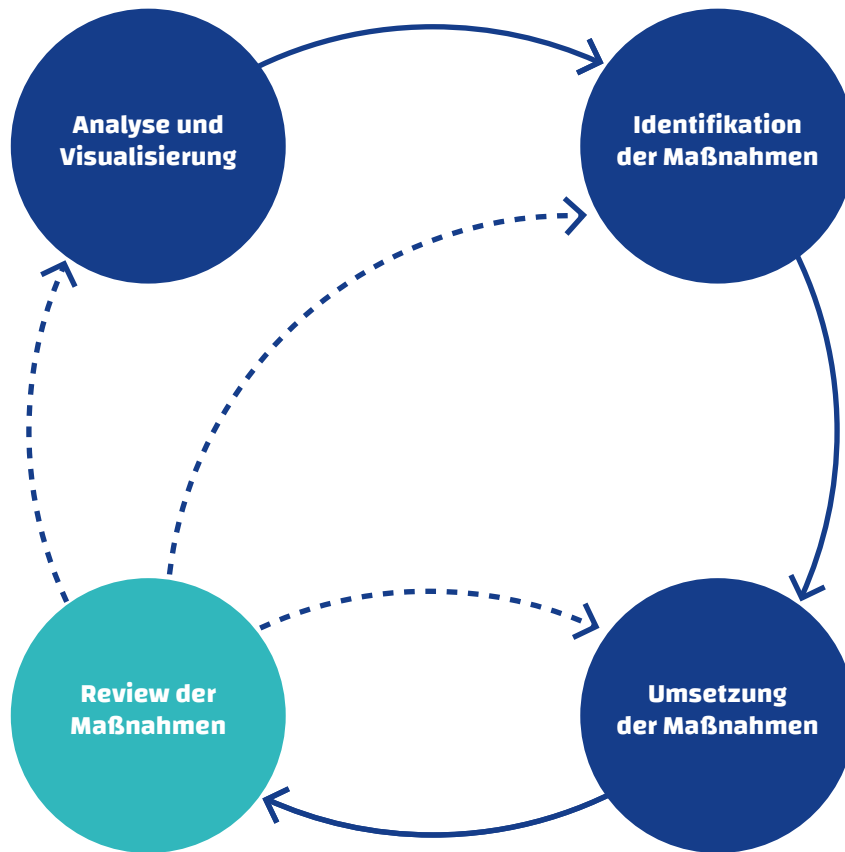 Analyse und
Visualisierung
Identifikation
der Maßnahmen
Review der
Maßnahmen
Umsetzung
der Maßnahmen